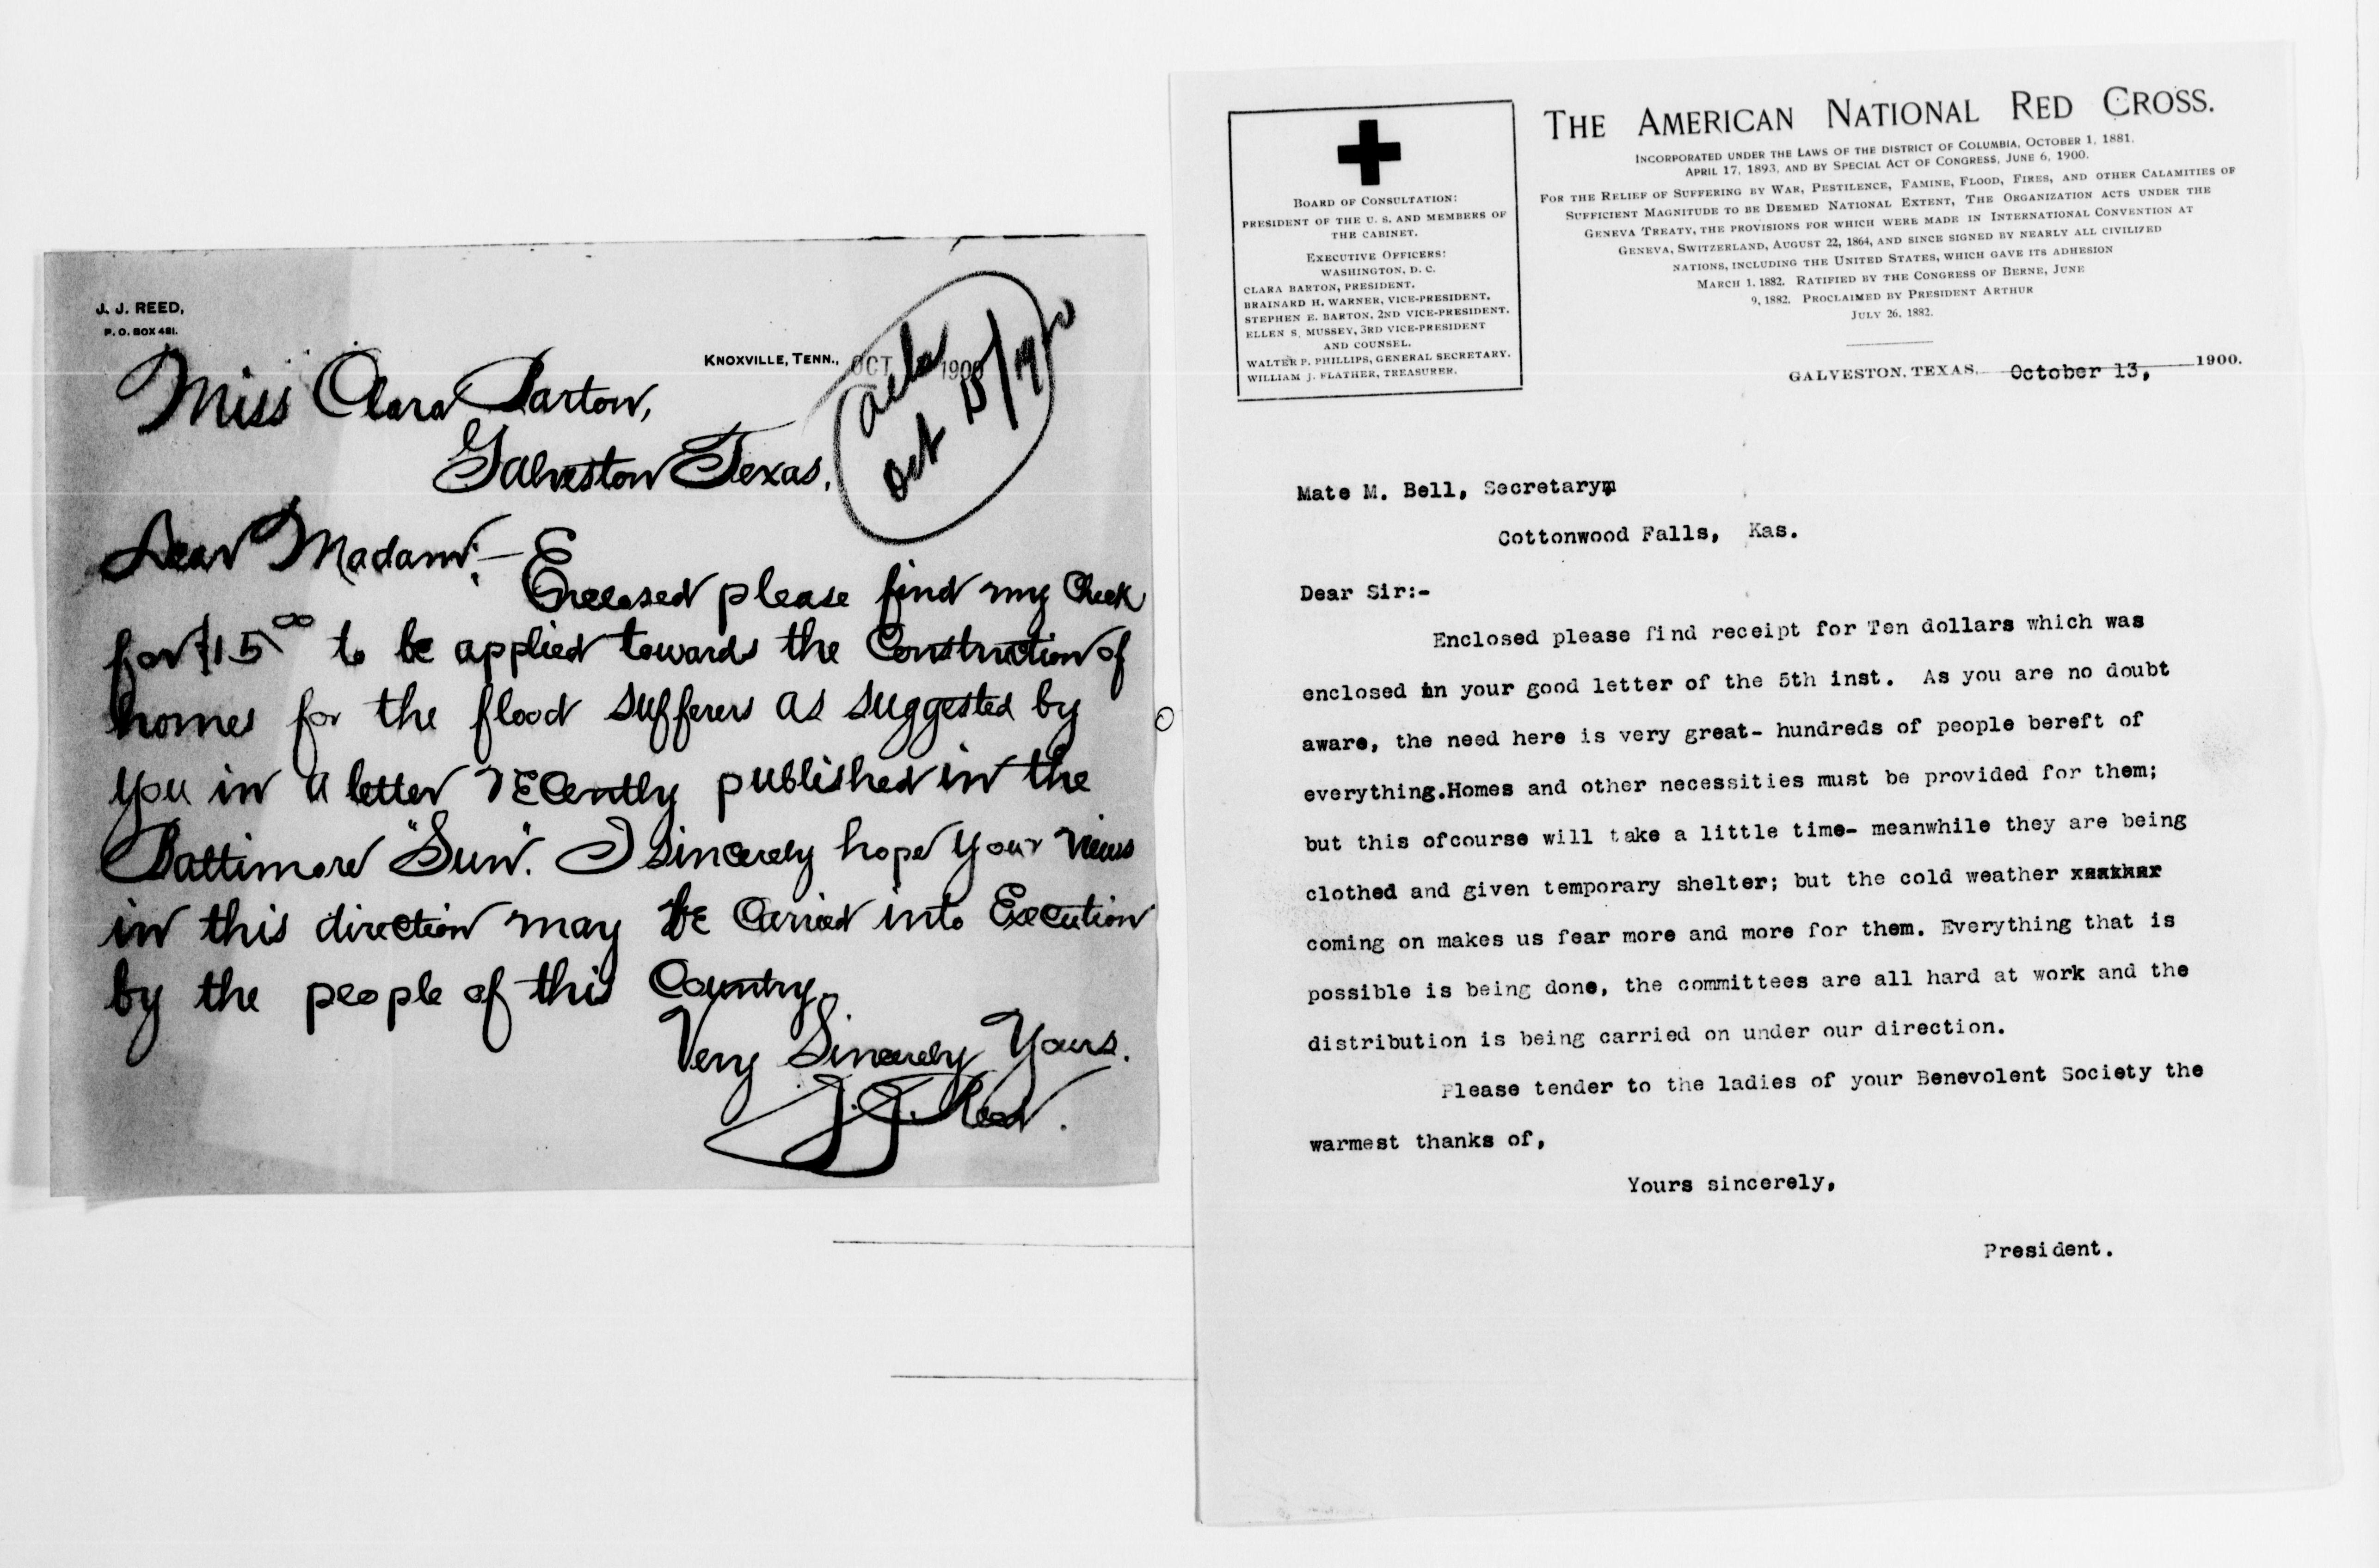 J. J. REED,
P. O. BOX 481.
KNOXVILLE, TENN., OCT 1900
Oct 15/1900
Miss Clara Barton,
Galveston Texas.
Dear Madam:-
Enclosed please find my Check
for $15 00 to be applied towards the Construction of
homes for the flood sufferers as suggested by
you in a letter recently published in the
Baltimore "Sun". I sincerely hope your views
in this direction may be Carried into Execution
by the people of this Country.
Very Sincerely Yours.
J. J. Reed.
BOARD OF CONSULTATION:
PRESIDENT OF THE U. S. AND MEMBERS OF
THE CABINET.
EXECUTIVE OFFICERS:
WASHINGTON, D. C.
CLARA BARTON, PRESIDENT.
BRAINARD H. WARNER, VICE-PRESIDENT.
STEPHEN E. BARTON, 2ND VICE-PRESIDENT.
ELLEN S. MUSSEY, 3RD VICE-PRESIDENT
AND COUNSEL.
WALTER P. PHILLIPS, GENERAL SECRETARY.
WILLIAM J. FLATHER, TREASURER.
THE AMERICAN NATIONAL RED CROSS.
INCORPORATED UNDER THE LAWS OF THE DISTRICT OF COLUMBIA, OCTOBER 1, 1881.
APRIL 17, 1893, AND BY SPECIAL ACT OF CONGRESS, JUNE 6, 1900.
FOR THE RELIEF OF SUFFERING BY WAR, PESTILENCE, FAMINE, FLOOD, FIRES, AND OTHER CALAMITIES OF
SUFFICIENT MAGNITUDE TO BE DEEMED NATIONAL EXTENT, THE ORGANIZATION ACTS UNDER THE
GENEVA TREATY, THE PROVISIONS FOR WHICH WERE MADE IN INTERNATIONAL CONVENTION AT
GENEVA, SWITZERLAND, AUGUST 22, 1864, AND SINCE SIGNED BY NEARLY ALL CIVILIZED
NATIONS, INCLUDING THE UNITED STATES, WHICH GAVE ITS ADHESION
MARCH 1, 1882. RATIFIED BY THE CONGRESS OF BERNE, JUNE
9, 1882. PROCLAIMED BY PRESIDENT ARTHUR
JULY 26, 1882.
GALVESTON, TEXAS, October 13, 1900.
Mate M. Bell, Secretary,
Cottonwood Falls, Kas.
Dear Sir:-
Enclosed please find receipt for Ten dollars which was
enclosed in your good letter of the 5th inst. As you are no doubt
aware, the need here is very great- hundreds of people bereft of
everything.Homes and other necessities must be provided for them;
but this ofcourse will take a little time- meanwhile they are being
clothed and given temporary shelter; but the cold weather
coming on makes us fear more and more for them. Everything that is
possible is being done, the committees are all hard at work and the
distribution is being carried on under our direction.
Please tender to the ladies of your Benevolent Society the
warmest thanks of,
Yours sincerely,
President.